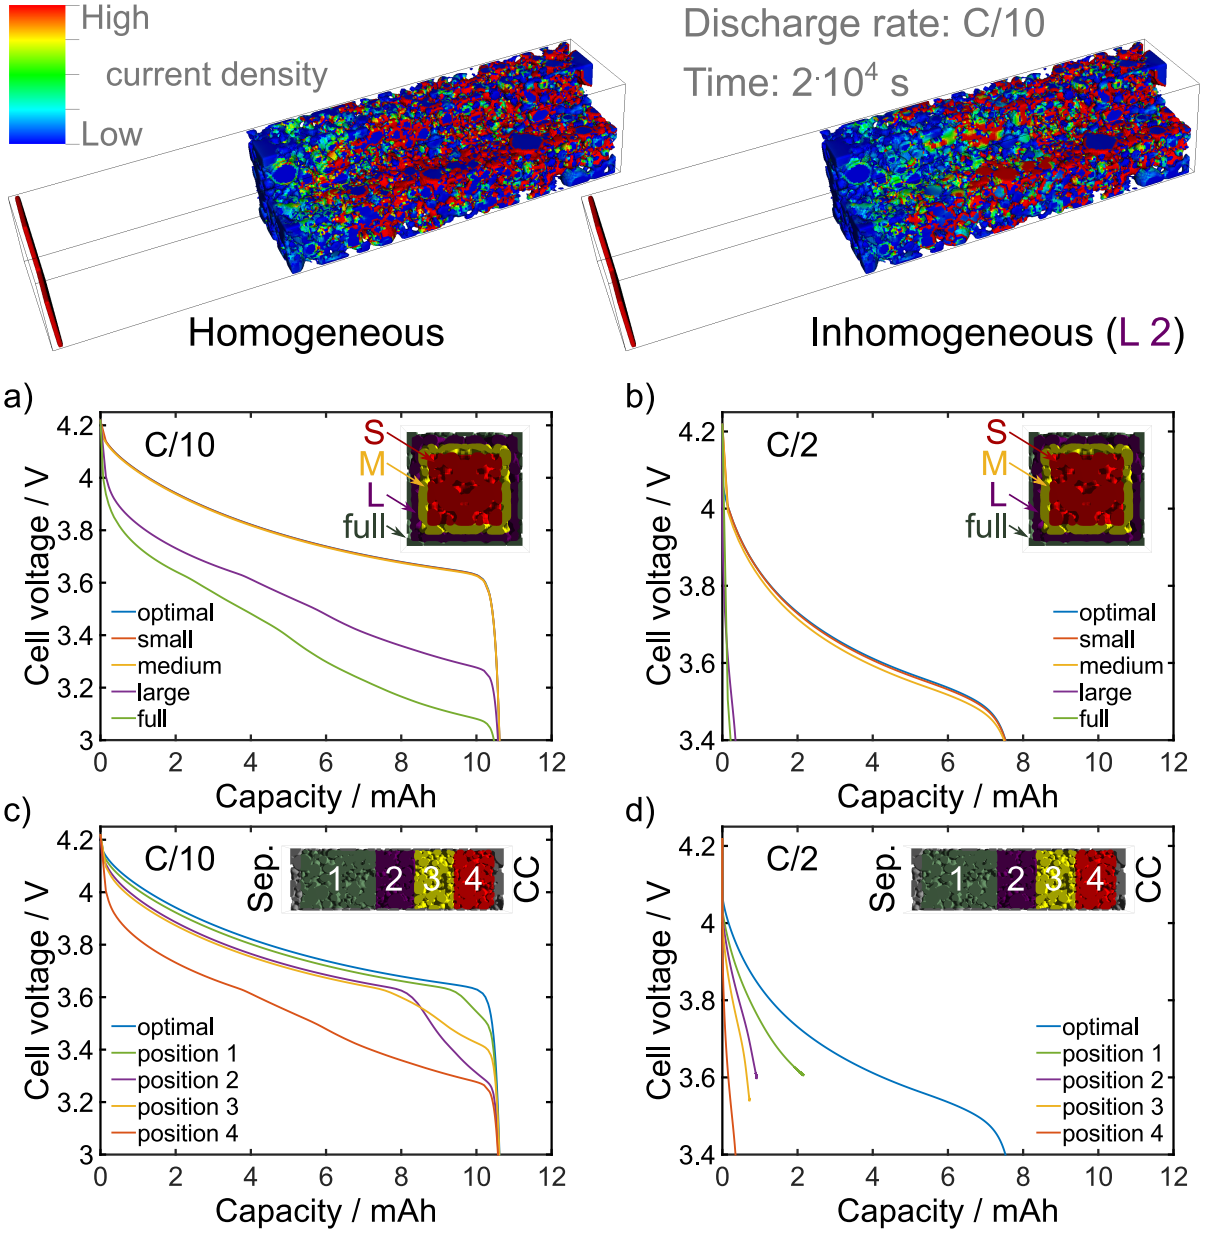 High
current density
Low
Discharge rate: C/10
Time: 2·10⁴ s
Homogeneous
Inhomogeneous (L 2)
a)
C/10
S
M
L
full
optimal
small
medium
large
full
Cell voltage / V
4.2
4
3.8
3.6
3.4
3.2
3
0 2 4 6 8 10 12
Capacity / mAh
b)
C/2
S
M
L
full
optimal
small
medium
large
full
Cell voltage / V
4.2
4
3.8
3.6
3.4
0 2 4 6 8 10 12
Capacity / mAh
c)
C/10
Sep.
1 2 3 4
CC
optimal
position 1
position 2
position 3
position 4
Cell voltage / V
4.2
4
3.8
3.6
3.4
3.2
3
0 2 4 6 8 10 12
Capacity / mAh
d)
C/2
Sep.
1 2 3 4
CC
optimal
position 1
position 2
position 3
position 4
Cell voltage / V
4.2
4
3.8
3.6
3.4
0 2 4 6 8 10 12
Capacity / mAh